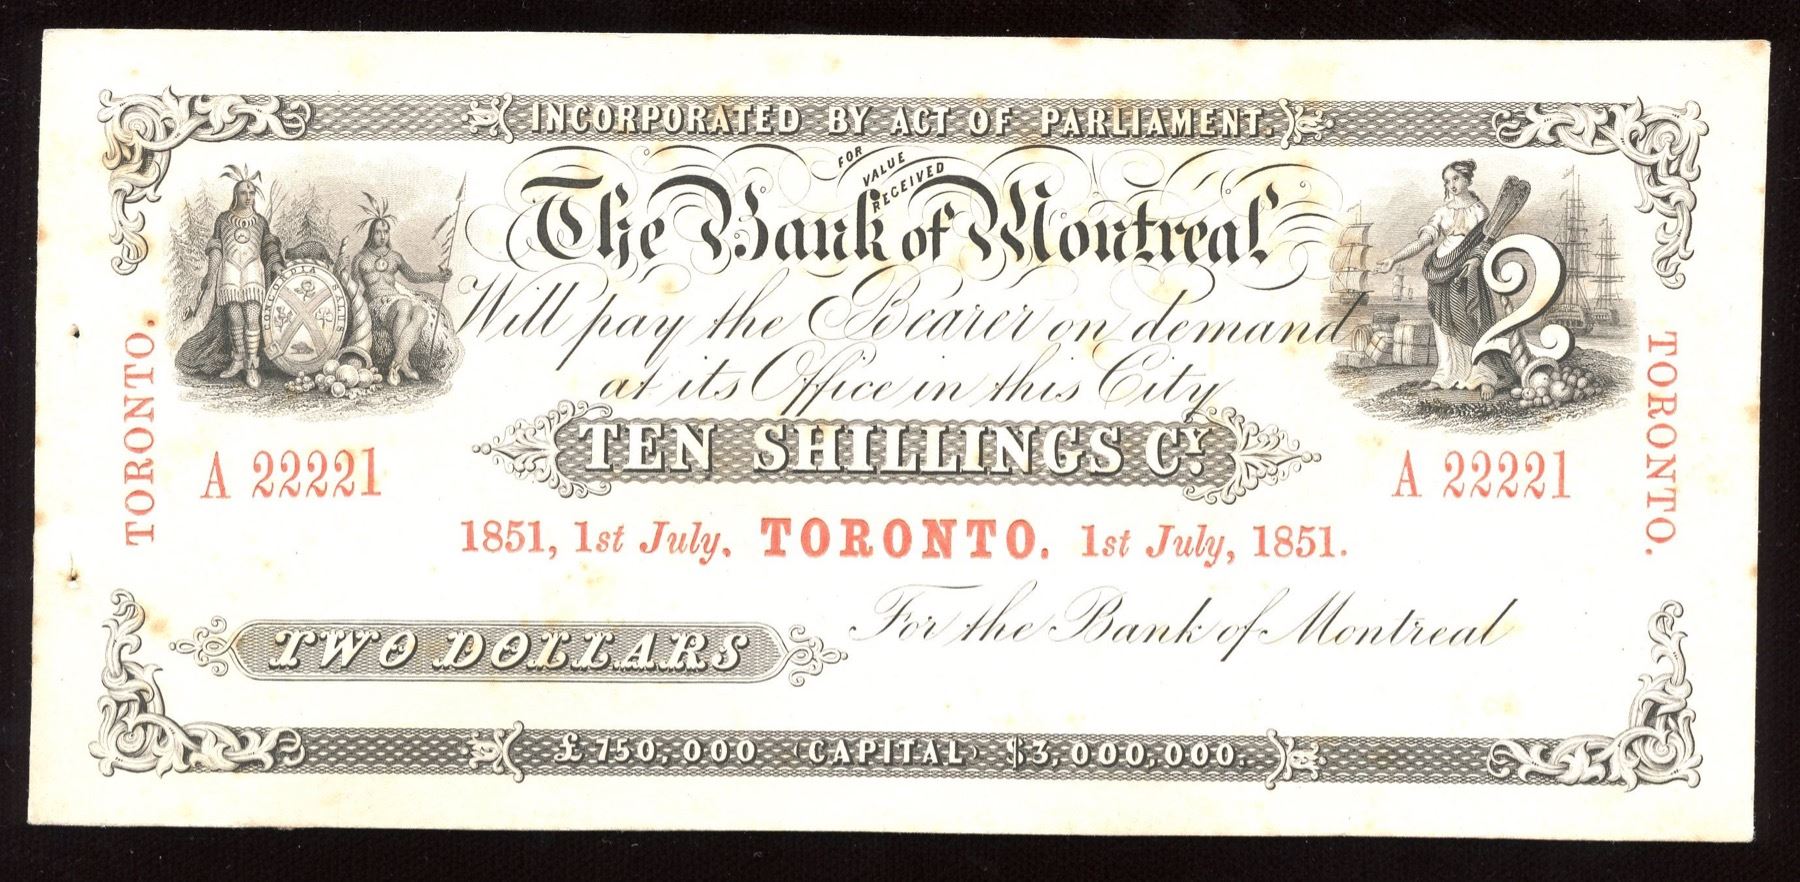 INCORPORATED BY ACT OF PARLIAMENT.
FOR
VALUE
RECEIVED
The Bank of Montreal
Will pay the Bearer on demand
at its Office in this City
TEN SHILLINGS CY.
CONCORDIA SALUS
2
TORONTO.
TORONTO.
A 22221
A 22221
1851, 1st July. TORONTO. 1st July, 1851.
For the Bank of Montreal
TWO DOLLARS
£750,000 (CAPITAL) $3,000,000.